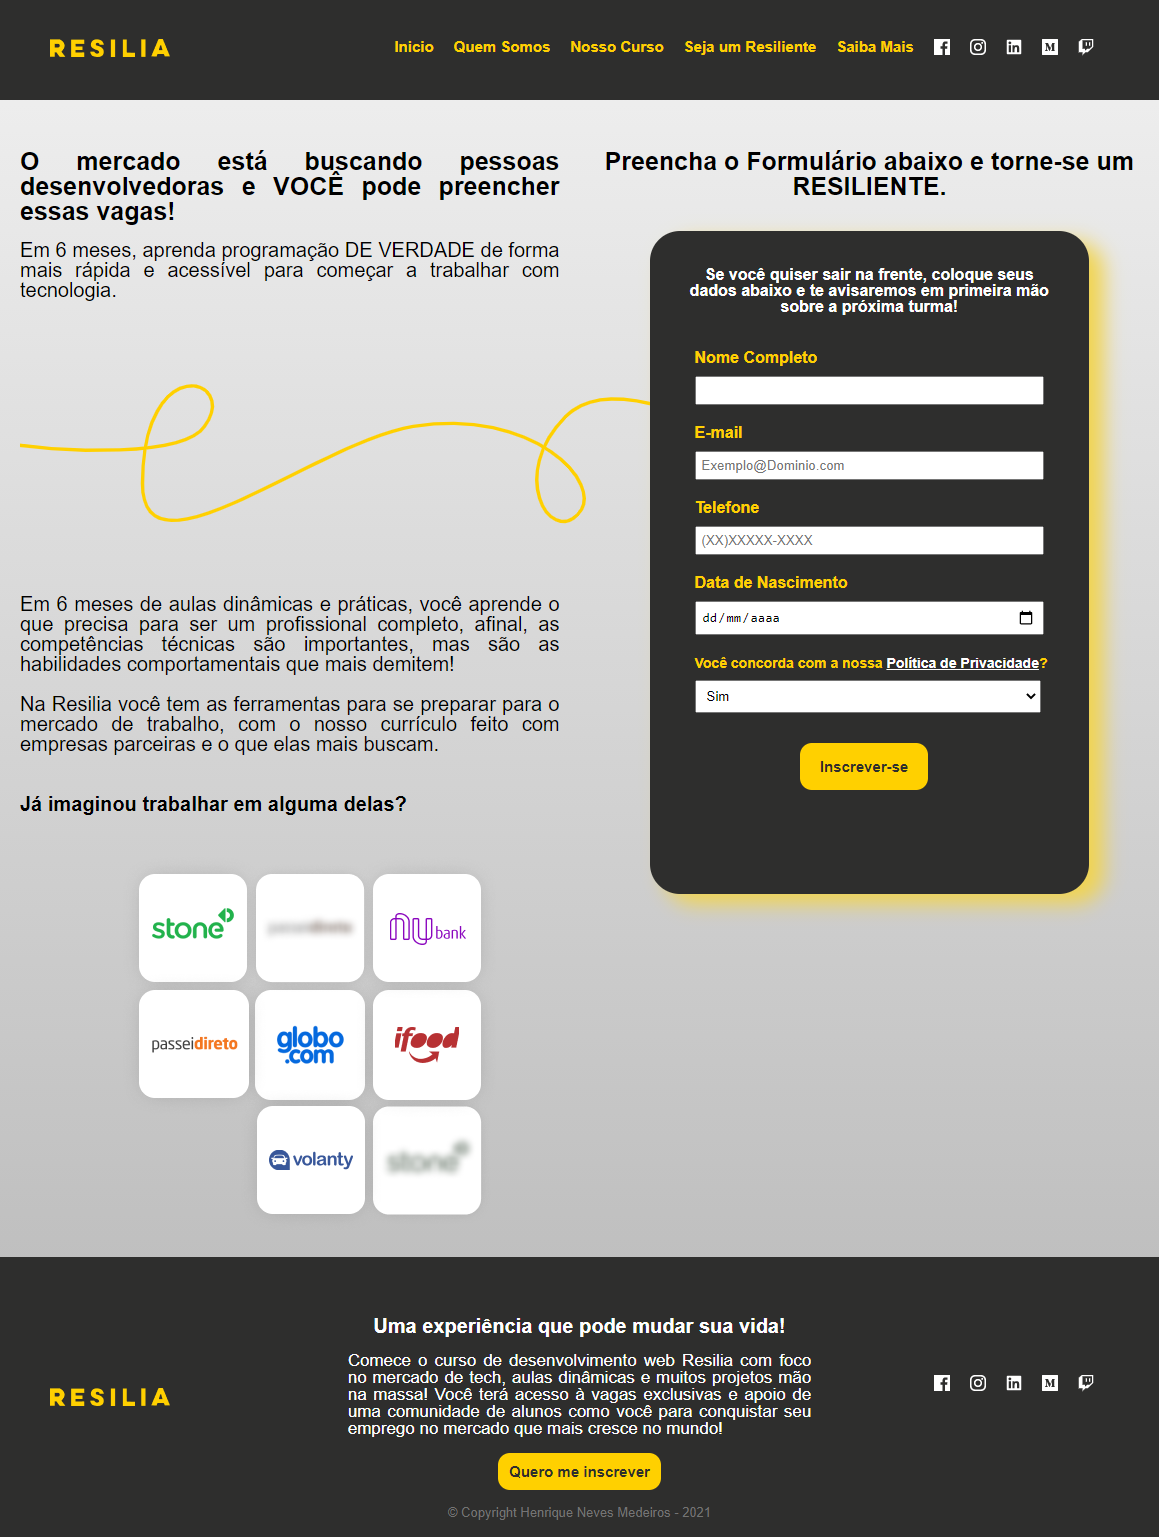 RESILIA
Inicio Quem Somos Nosso Curso Seja um Resiliente Saiba Mais
O mercado está buscando pessoas
desenvolvedoras e VOCÊ pode preencher
essas vagas!
Em 6 meses, aprenda programação DE VERDADE de forma
mais rápida e acessível para começar a trabalhar com
tecnologia.
Em 6 meses de aulas dinâmicas e práticas, você aprende o
que precisa para ser um profissional completo, afinal, as
competências técnicas são importantes, mas são as
habilidades comportamentais que mais demitem!
Na Resilia você tem as ferramentas para se preparar para o
mercado de trabalho, com o nosso currículo feito com
empresas parceiras e o que elas mais buscam.
Já imaginou trabalhar em alguma delas?
stone
passeidireto
nu bank
passeidireto
globo
.com
ifood
volanty
stone
Preencha o Formulário abaixo e torne-se um
RESILIENTE.
Se você quiser sair na frente, coloque seus
dados abaixo e te avisaremos em primeira mão
sobre a próxima turma!
Nome Completo
E-mail
Exemplo@Dominio.com
Telefone
(XX)XXXXX-XXXX
Data de Nascimento
dd/mm/aaaa
Você concorda com a nossa Política de Privacidade?
Sim
Inscrever-se
RESILIA
Uma experiência que pode mudar sua vida!
Comece o curso de desenvolvimento web Resilia com foco
no mercado de tech, aulas dinâmicas e muitos projetos mão
na massa! Você terá acesso à vagas exclusivas e apoio de
uma comunidade de alunos como você para conquistar seu
emprego no mercado que mais cresce no mundo!
Quero me inscrever
© Copyright Henrique Neves Medeiros - 2021